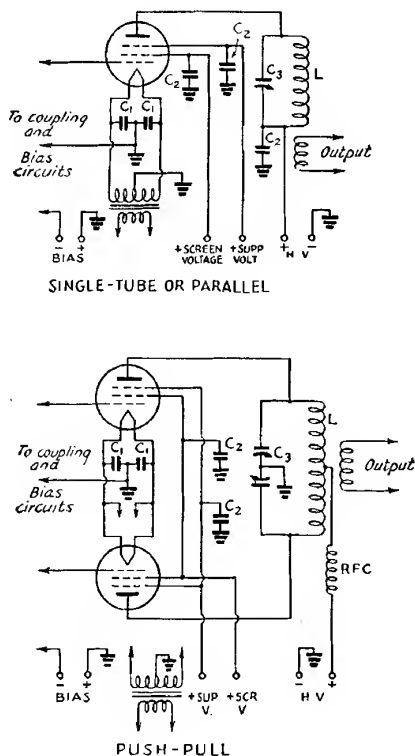 C₂
C₂
C₃
L
C₁ C₁
To coupling and
Bias circuits
C₂
Output
- +
BIAS
+SCREEN VOLTAGE
+SUPP VOLT
+ -
H V
SINGLE-TUBE OR PARALLEL
L
C₁ C₁
C₂
C₃
To coupling and
Bias circuits
Output
C₂
RFC
- +
BIAS
+SUP V.
+SCR V
- +
H V
PUSH-PULL